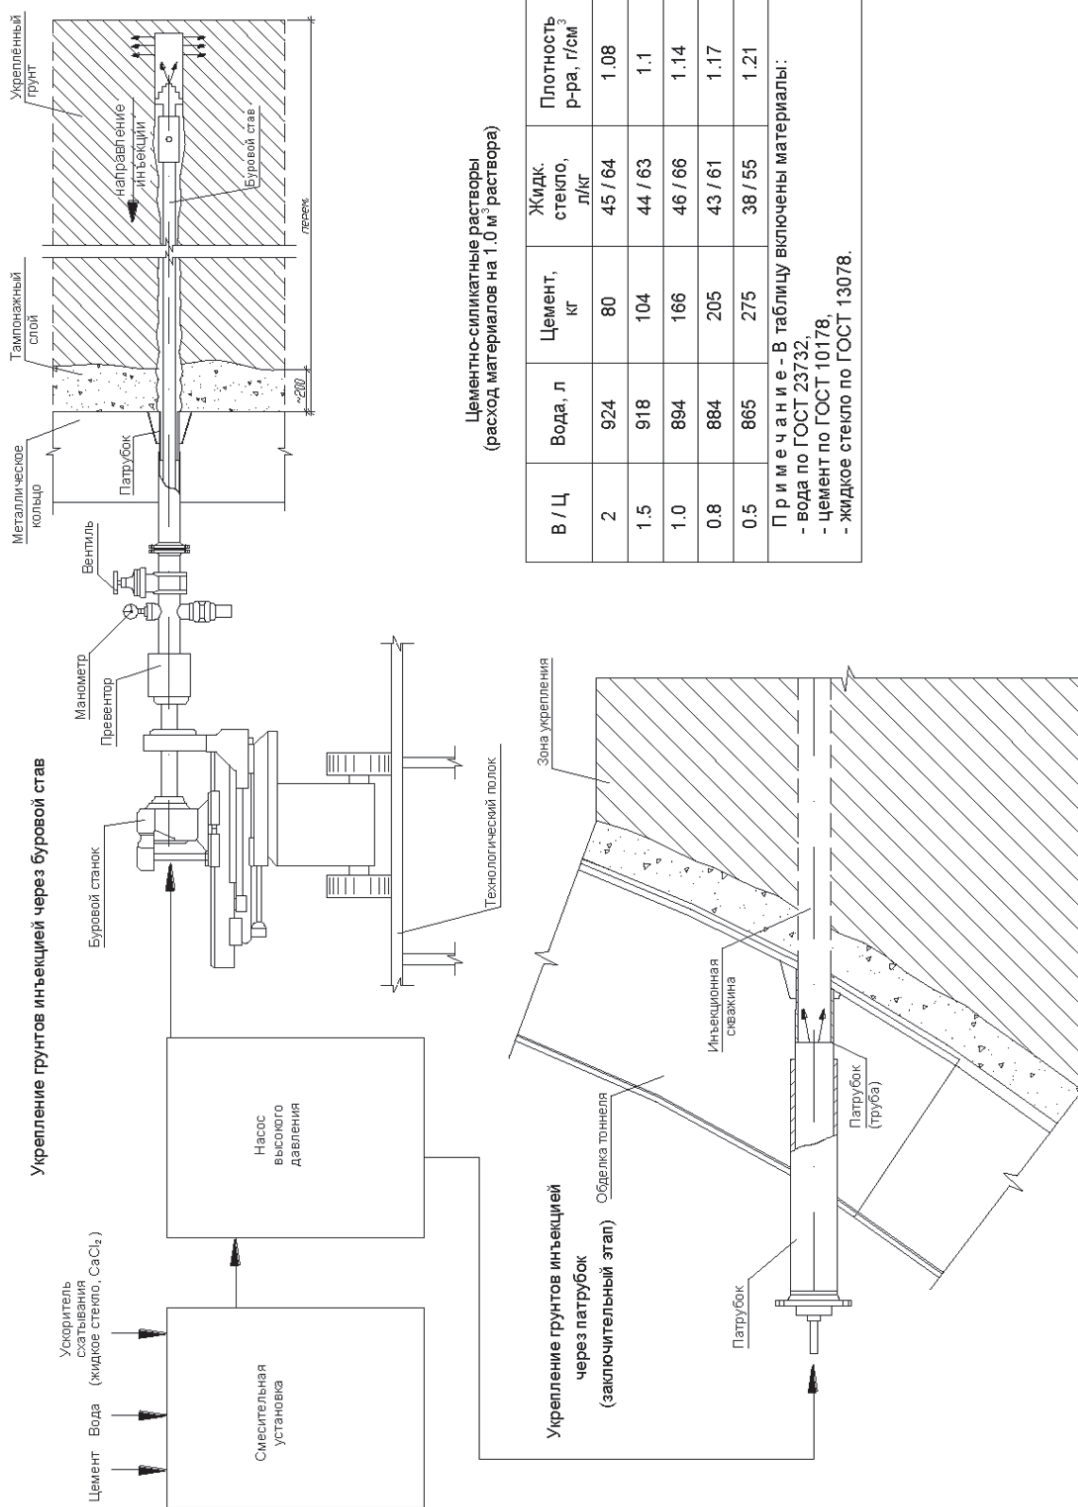 Укрепление грунтов инъекцией через буровой став
Цемент
Вода
Ускоритель
схатывания
(жидкое стекло, CaCl₂)
Смесительная
установка
Насос
высокого
давления
Буровой станок
Превентор
Манометр
Вентиль
Металлическое
кольцо
Патрубок
Тампонажный
слой
Укреплённый
грунт
направление
инъекции
Буровой став
~200
перем.
Технологический полок
Укрепление грунтов инъекцией
через патрубок
(заключительный этап)
Обделка тоннеля
Инъекционная
скважина
Зона укрепления
Патрубок
Патрубок
(труба)
Цементно-силикатные растворы
(расход материалов на 1.0 м³ раствора)
В / Ц Вода, л Цемент, кг Жидк. стекло, л/кг Плотность р-ра, г/см³
2 924 80 45 / 64 1.08
1.5 918 104 44 / 63 1.1
1.0 894 166 46 / 66 1.14
0.8 884 205 43 / 61 1.17
0.5 865 275 38 / 55 1.21
П р и м е ч а н и е - В таблицу включены материалы:
- вода по ГОСТ 23732,
- цемент по ГОСТ 10178,
- жидкое стекло по ГОСТ 13078.